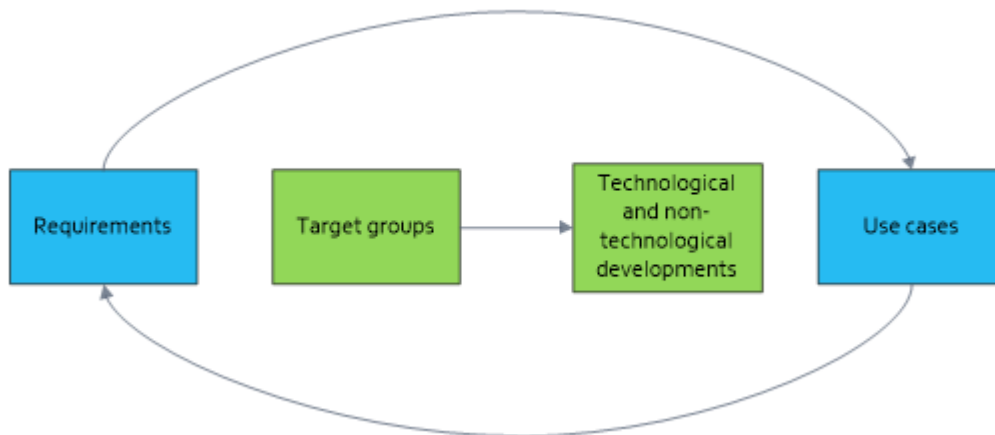 Requirements
Target groups
Technological
and non-
technological
developments
Use cases